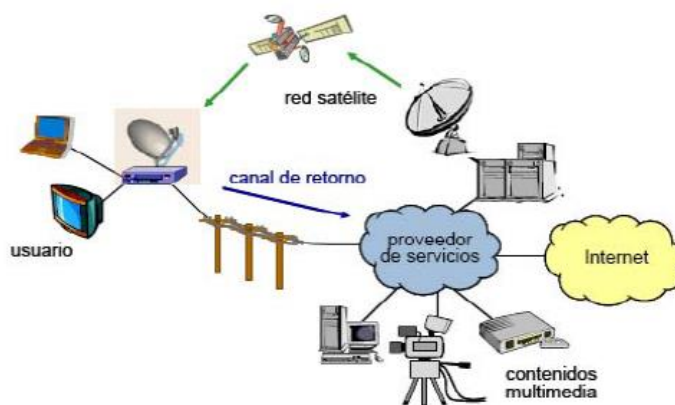 red satélite
canal de retorno
usuario
proveedor
de servicios
Internet
contenidos
multimedia